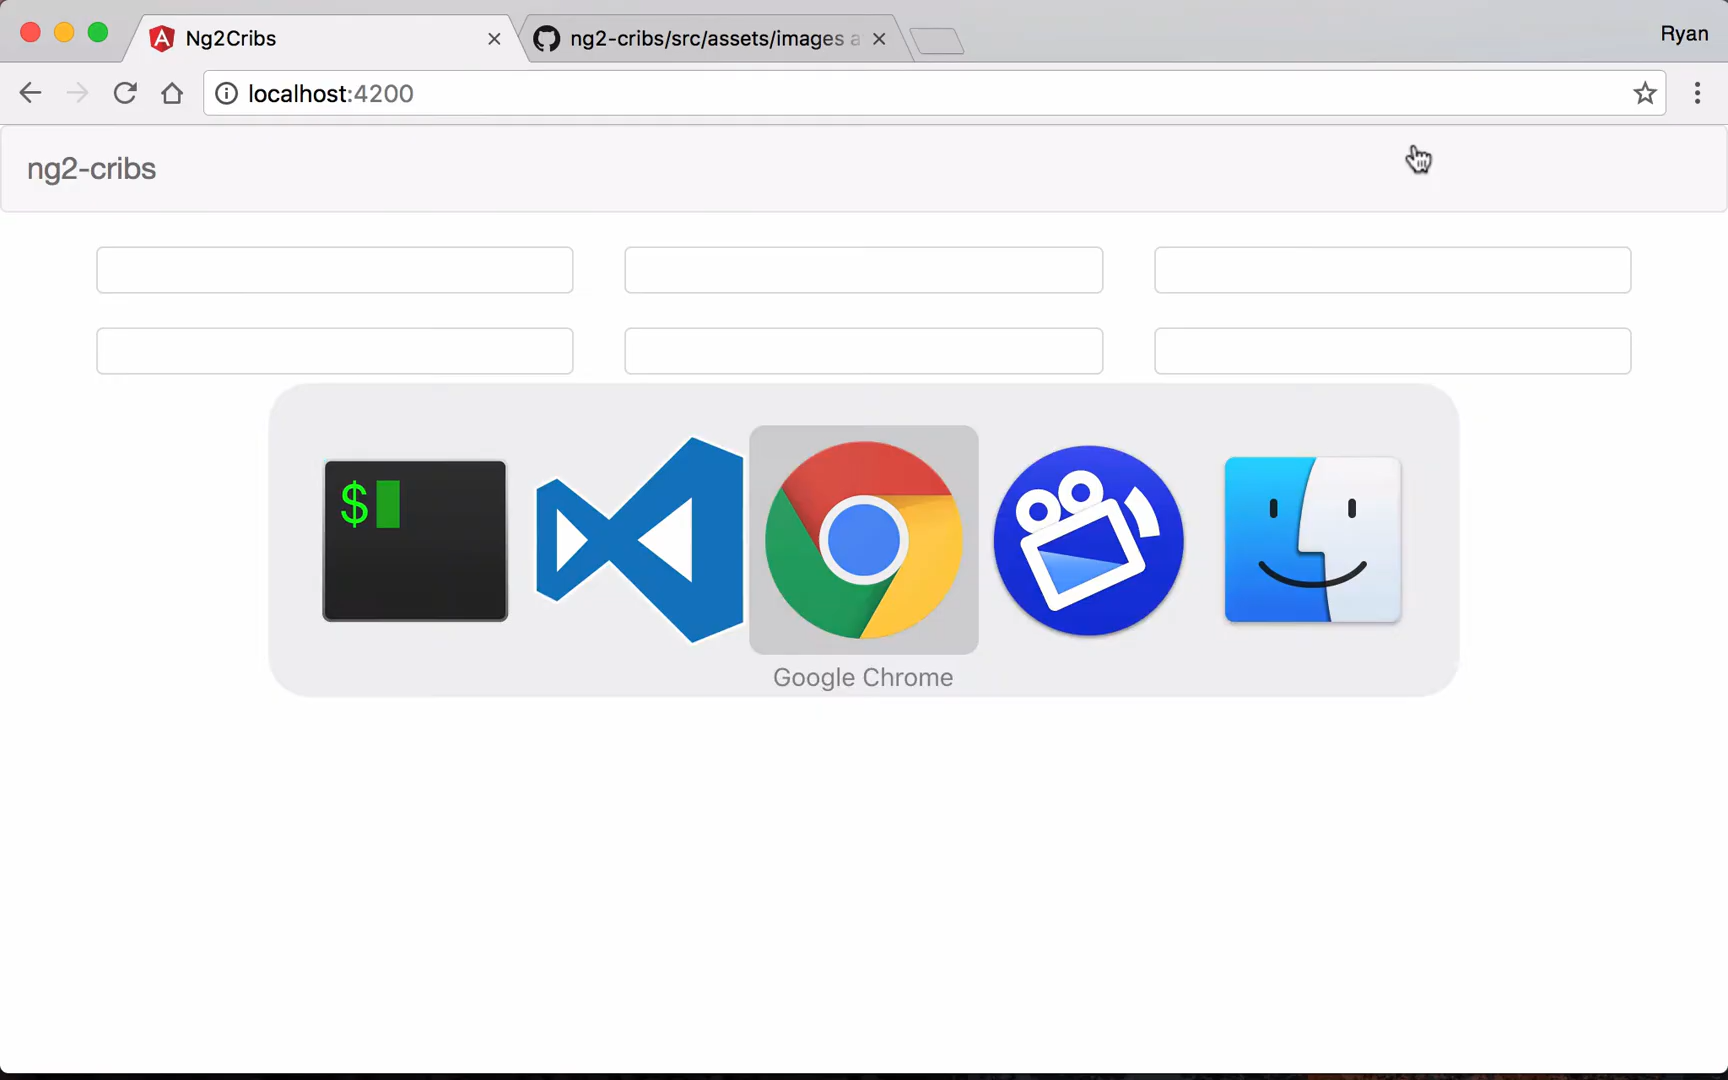 Ng2Cribs
ng2-cribs/src/assets/images a
Ryan
localhost:4200
ng2-cribs
$
Google Chrome